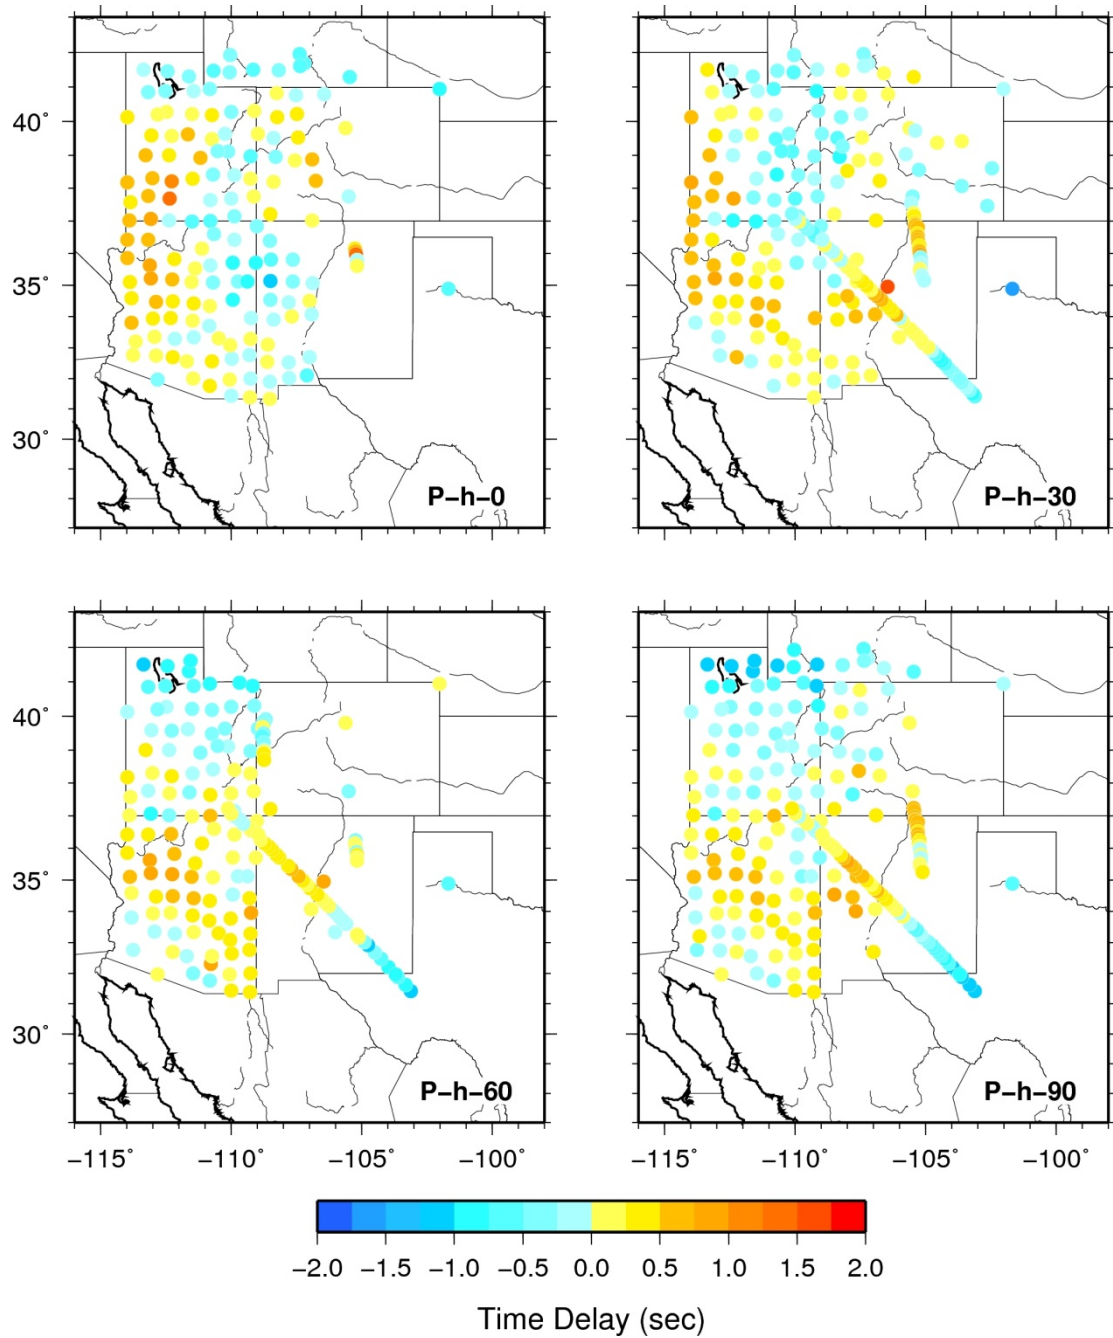 40°
35°
30°
P-h-0
P-h-30
40°
35°
30°
P-h-60
P-h-90
−115° −110° −105° −100° −115° −110° −105° −100°
−2.0 −1.5 −1.0 −0.5 0.0 0.5 1.0 1.5 2.0
Time Delay (sec)